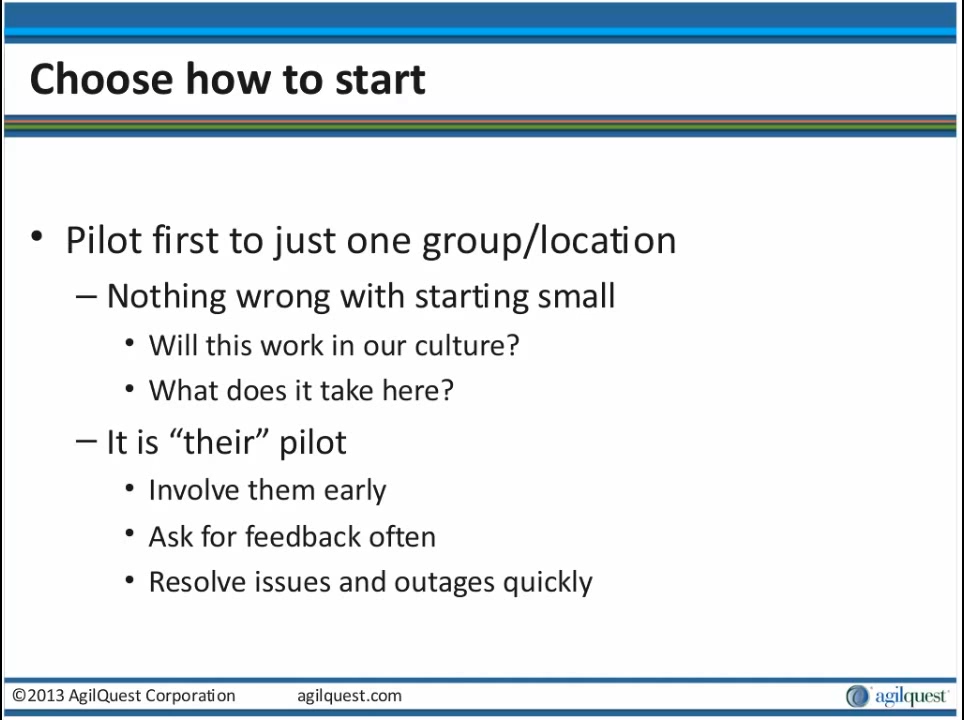 Choose how to start
• Pilot first to just one group/location
– Nothing wrong with starting small
• Will this work in our culture?
• What does it take here?
– It is “their” pilot
• Involve them early
• Ask for feedback often
• Resolve issues and outages quickly
©2013 AgilQuest Corporation agilquest.com agilquest